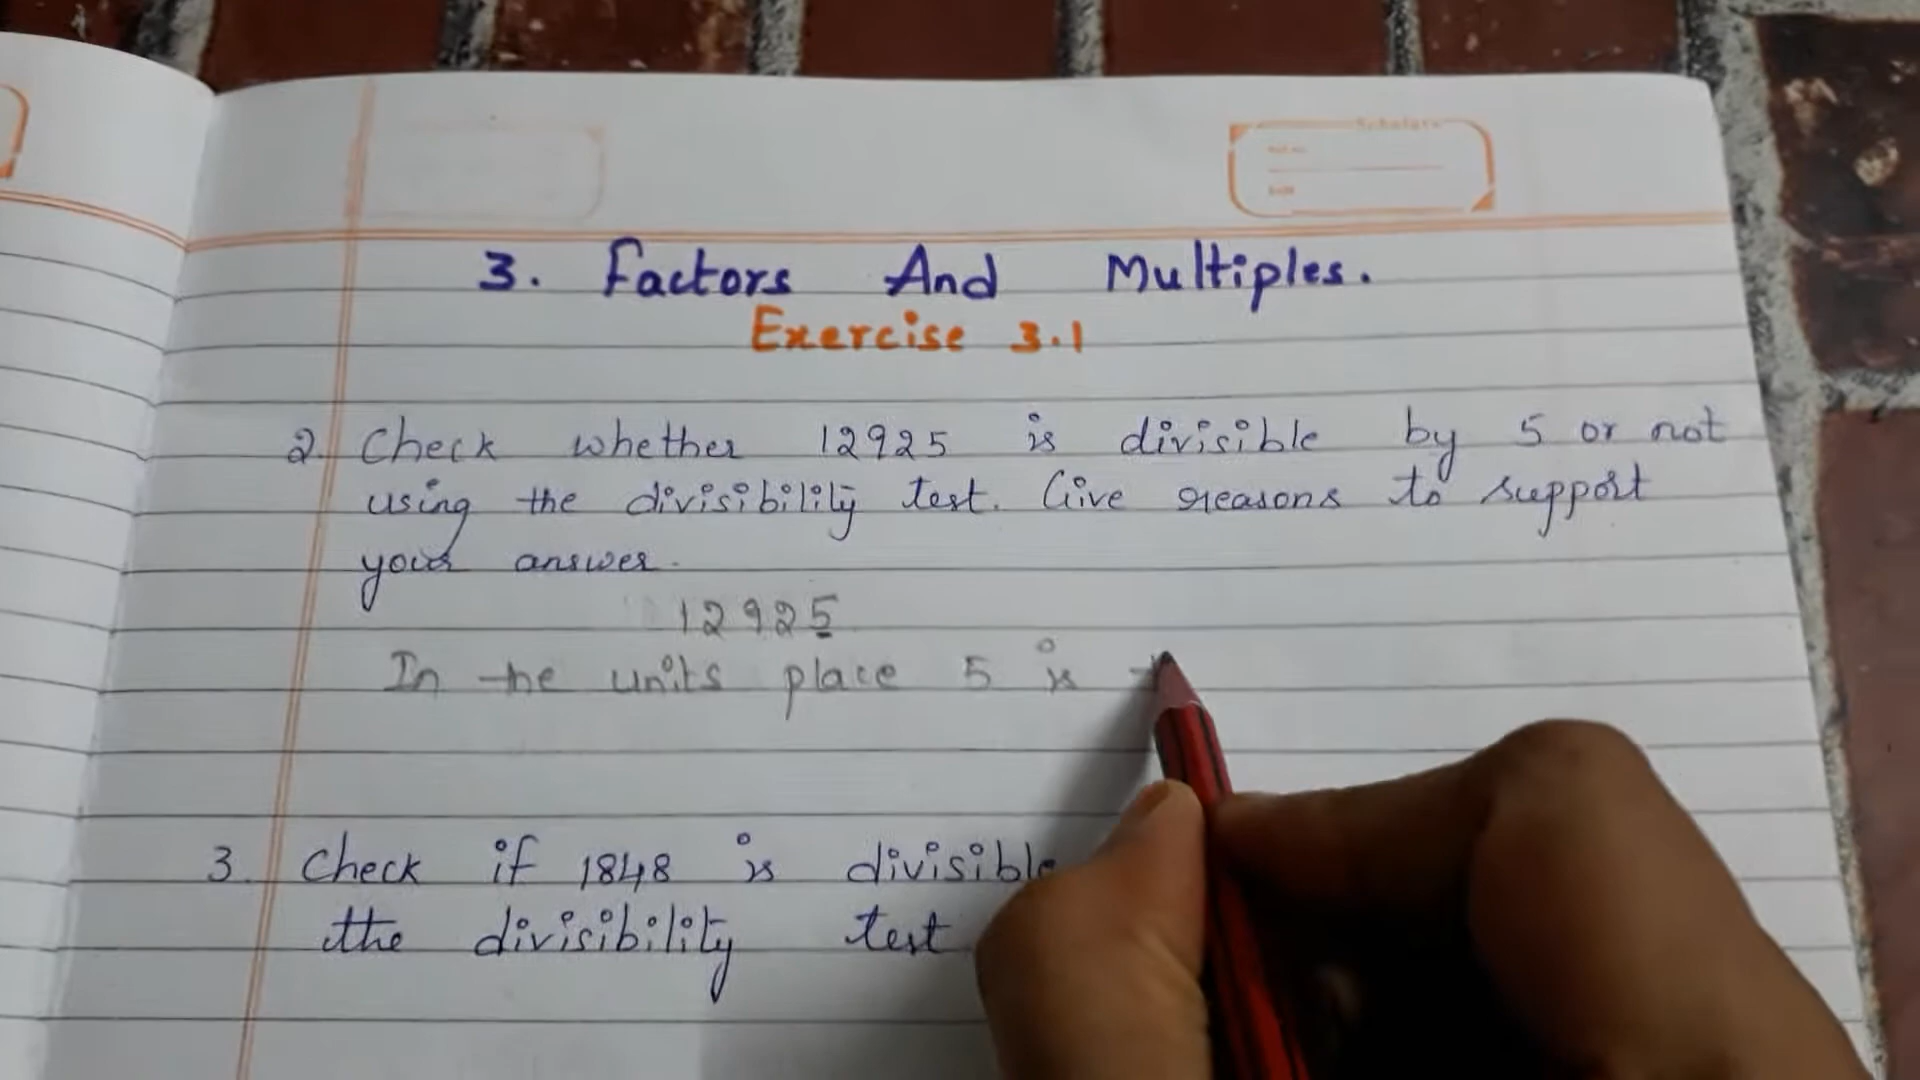 Scholars
3. Factors And Multiples.
Exercise 3.1
2. Check whether 12925 is divisible by 5 or not
using the divisibility test. Give reasons to support
your answer.
12925
In the units place 5 is
3. Check if 1848 is divisible
the divisibility test